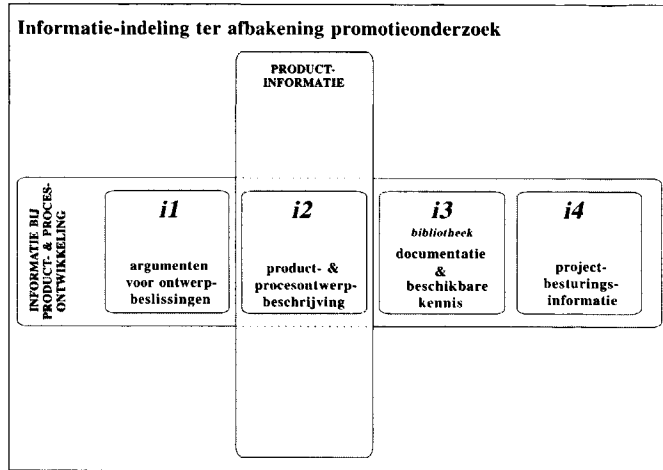 Informatie-indeling ter afbakening promotieonderzoek
PRODUCT-
INFORMATIE
INFORMATIE BIJ
PRODUCT- & PROCES-
ONTWIKKELING
i1
argumenten
voor ontwerp-
beslissingen
i2
product- &
procesontwerp-
beschrijving
i3
bibliotheek
documentatie
&
beschikbare
kennis
i4
project-
besturings-
informatie